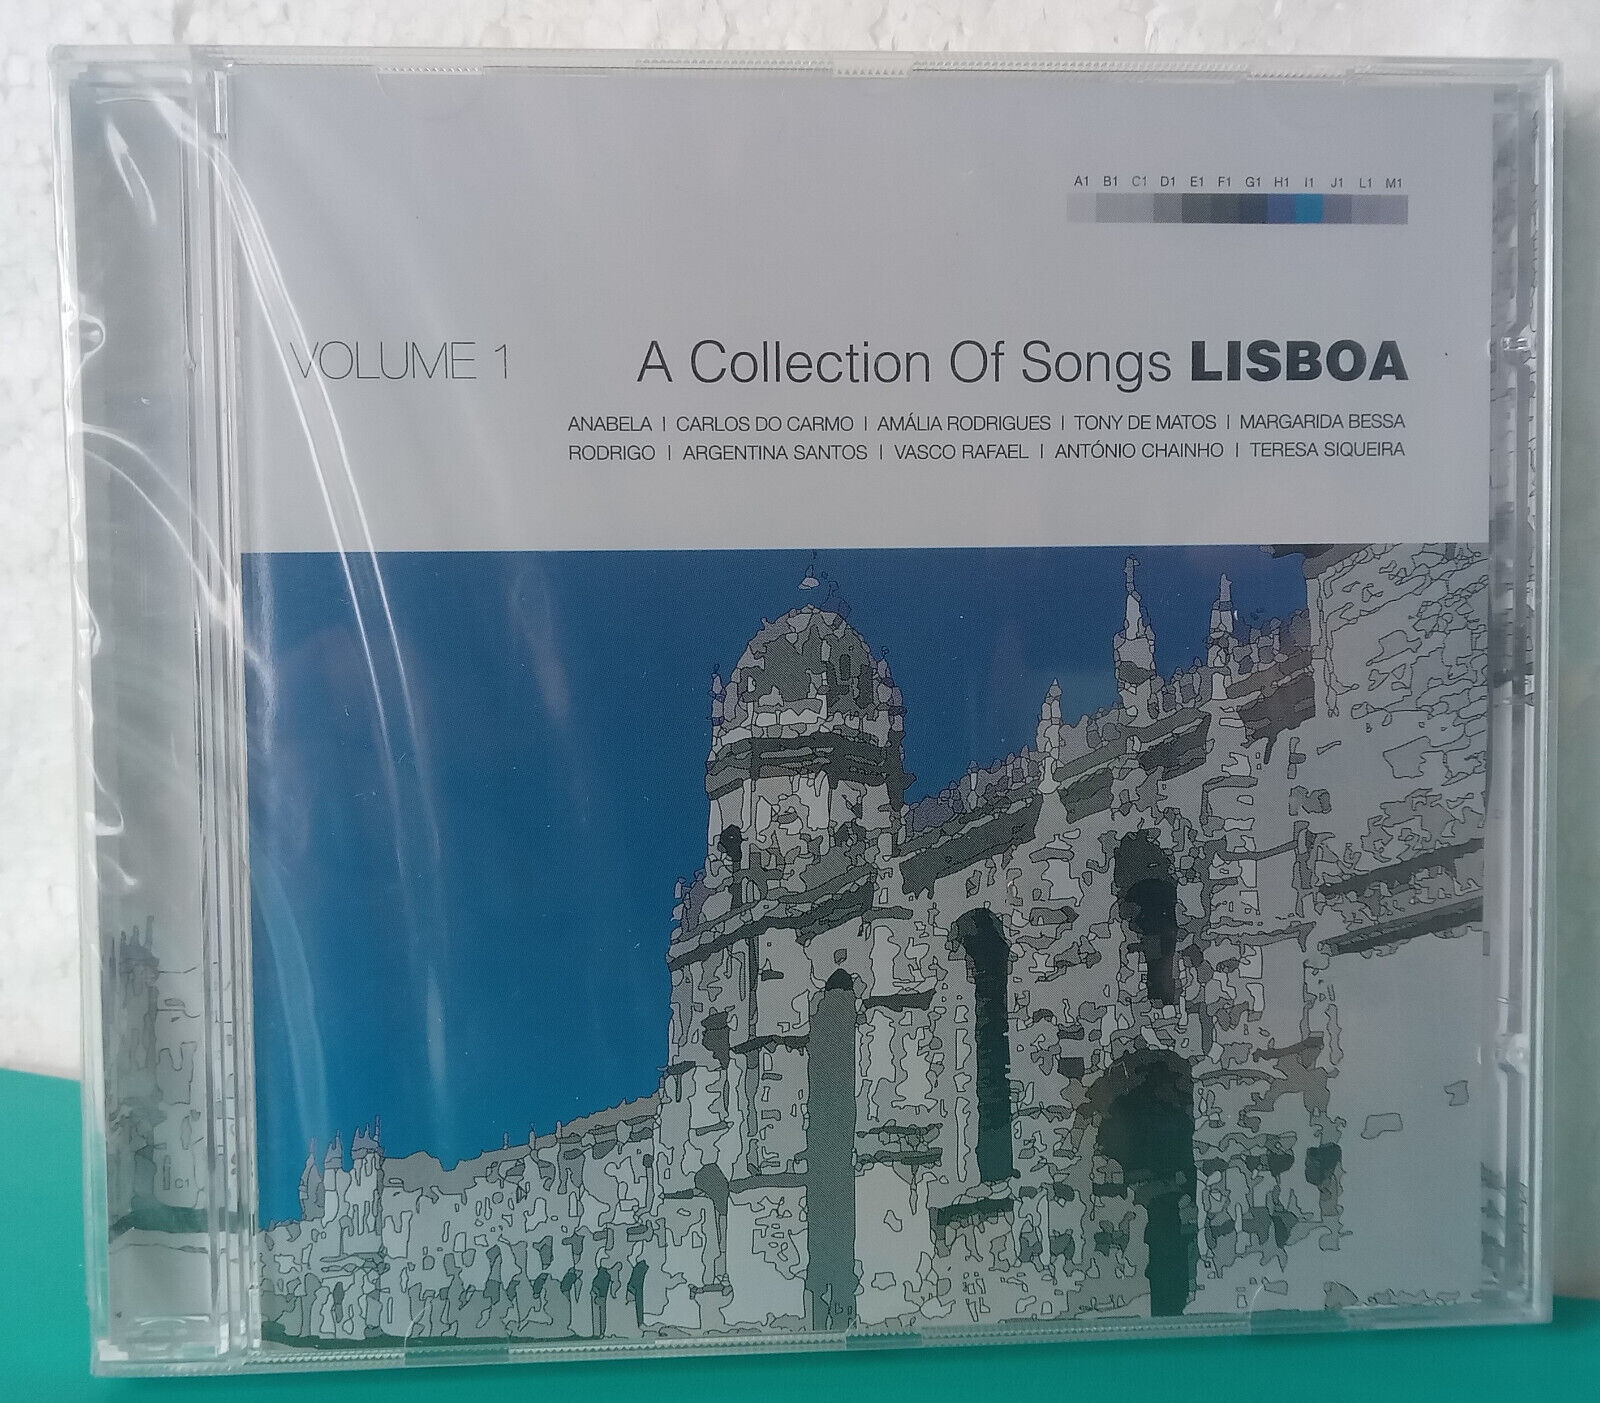 A1 B1 C1 D1 E1 F1 G1 H1 I1 J1 L1 M1
VOLUME 1 A Collection Of Songs LISBOA
ANABELA | CARLOS DO CARMO | AMÁLIA RODRIGUES | TONY DE MATOS | MARGARIDA BESSA
RODRIGO | ARGENTINA SANTOS | VASCO RAFAEL | ANTÓNIO CHAINHO | TERESA SIQUEIRA
C1